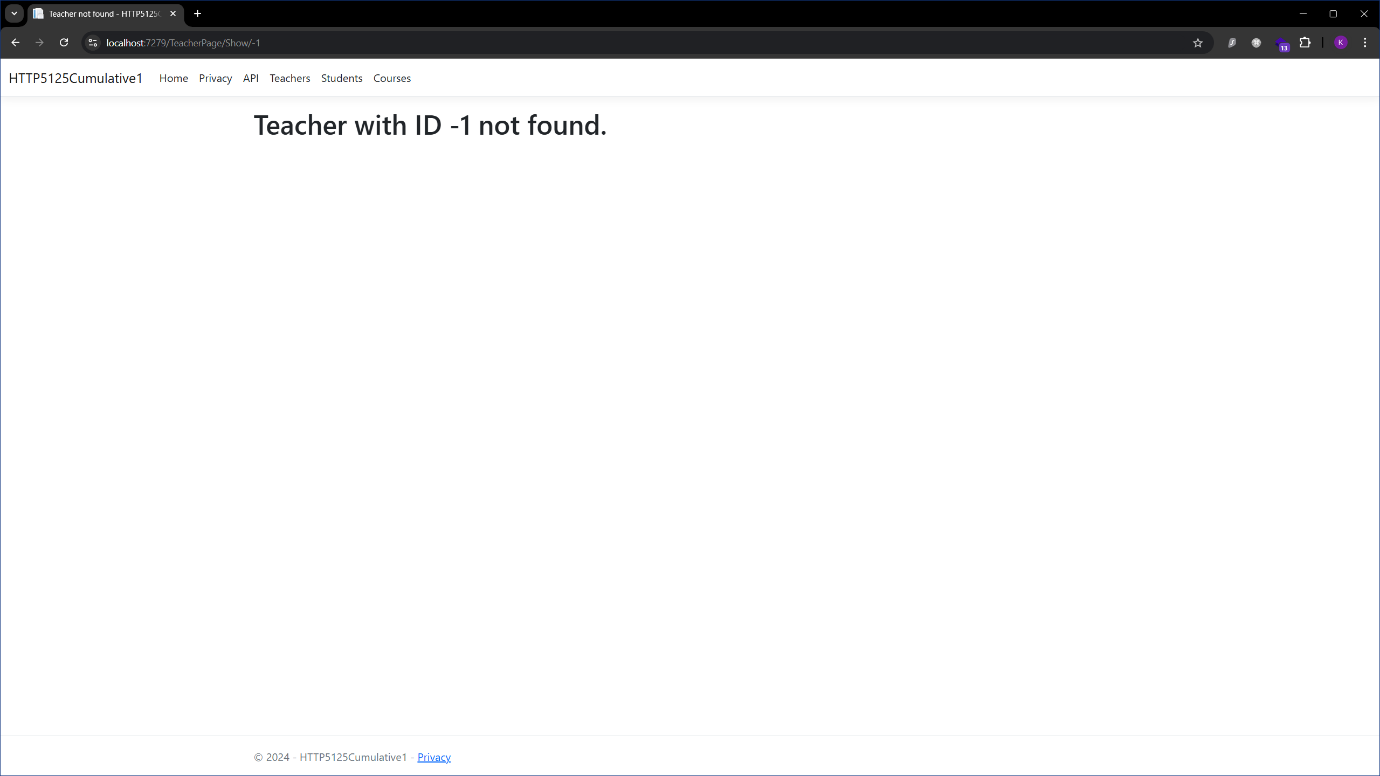 Teacher not found - HTTP5125C
localhost:7279/TeacherPage/Show/-1
13
K
HTTP5125Cumulative1 Home Privacy API Teachers Students Courses
Teacher with ID -1 not found.
© 2024 - HTTP5125Cumulative1 - Privacy